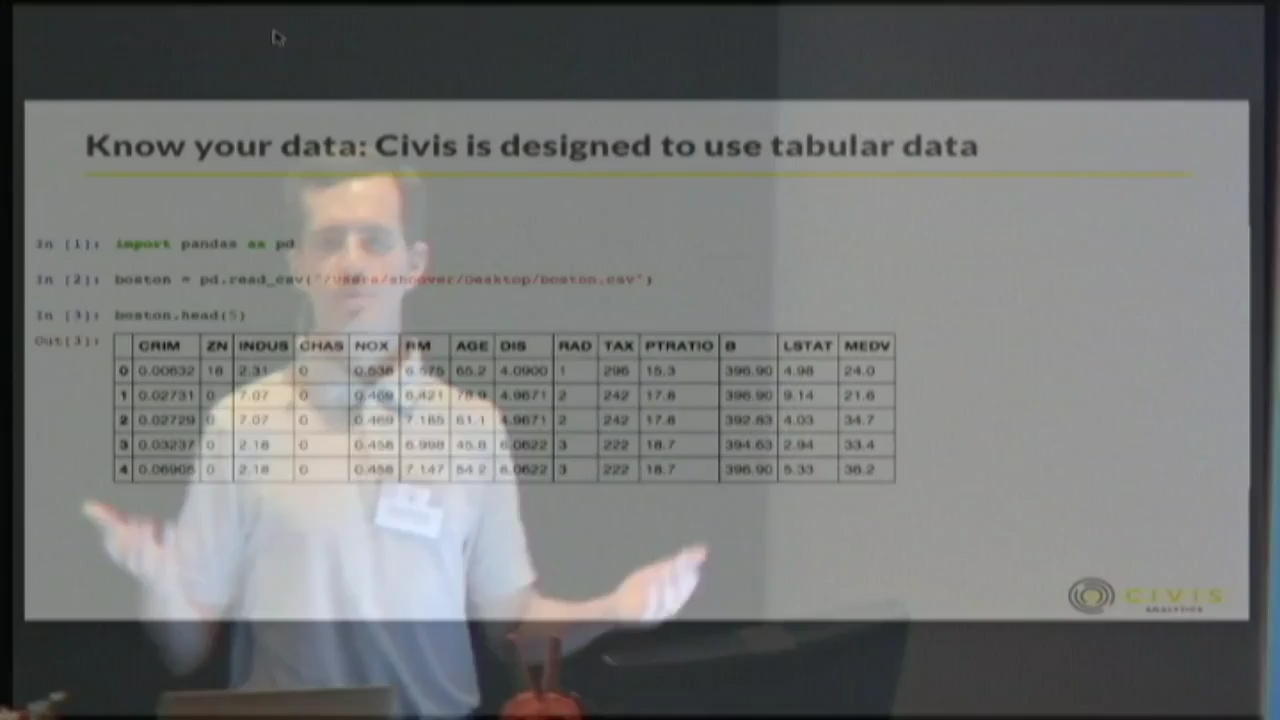 Know your data: Civis is designed to use tabular data
In [1]: import pandas as pd
In [2]: boston = pd.read_csv("/Users/shoover/Desktop/boston.csv")
In [3]: boston.head(5)
Out[3]:
CRIM ZN INDUS CHAS NOX RM AGE DIS RAD TAX PTRATIO B LSTAT MEDV
0 0.00632 18 2.31 0 0.538 6.575 65.2 4.0900 1 296 15.3 396.90 4.98 24.0
1 0.02731 0 7.07 0 0.469 6.421 78.9 4.9671 2 242 17.8 396.90 9.14 21.6
2 0.02729 0 7.07 0 0.469 7.185 61.1 4.9671 2 242 17.8 392.83 4.03 34.7
3 0.03237 0 2.18 0 0.458 6.998 45.8 6.0622 3 222 18.7 394.63 2.94 33.4
4 0.06905 0 2.18 0 0.458 7.147 54.2 6.0622 3 222 18.7 396.90 5.33 36.2
CIVIS
ANALYTICS